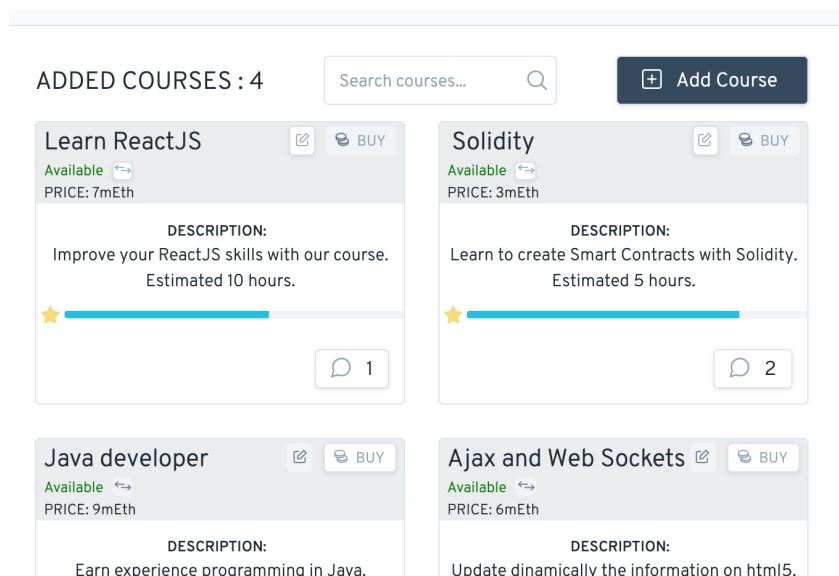 ADDED COURSES : 4
Search courses...
Add Course
Learn ReactJS
BUY
Available
PRICE: 7mEth
DESCRIPTION:
Improve your ReactJS skills with our course.
Estimated 10 hours.
1
Solidity
BUY
Available
PRICE: 3mEth
DESCRIPTION:
Learn to create Smart Contracts with Solidity.
Estimated 5 hours.
2
Java developer
BUY
Available
PRICE: 9mEth
DESCRIPTION:
Earn experience programming in Java.
Ajax and Web Sockets
BUY
Available
PRICE: 6mEth
DESCRIPTION:
Update dinamically the information on html5.